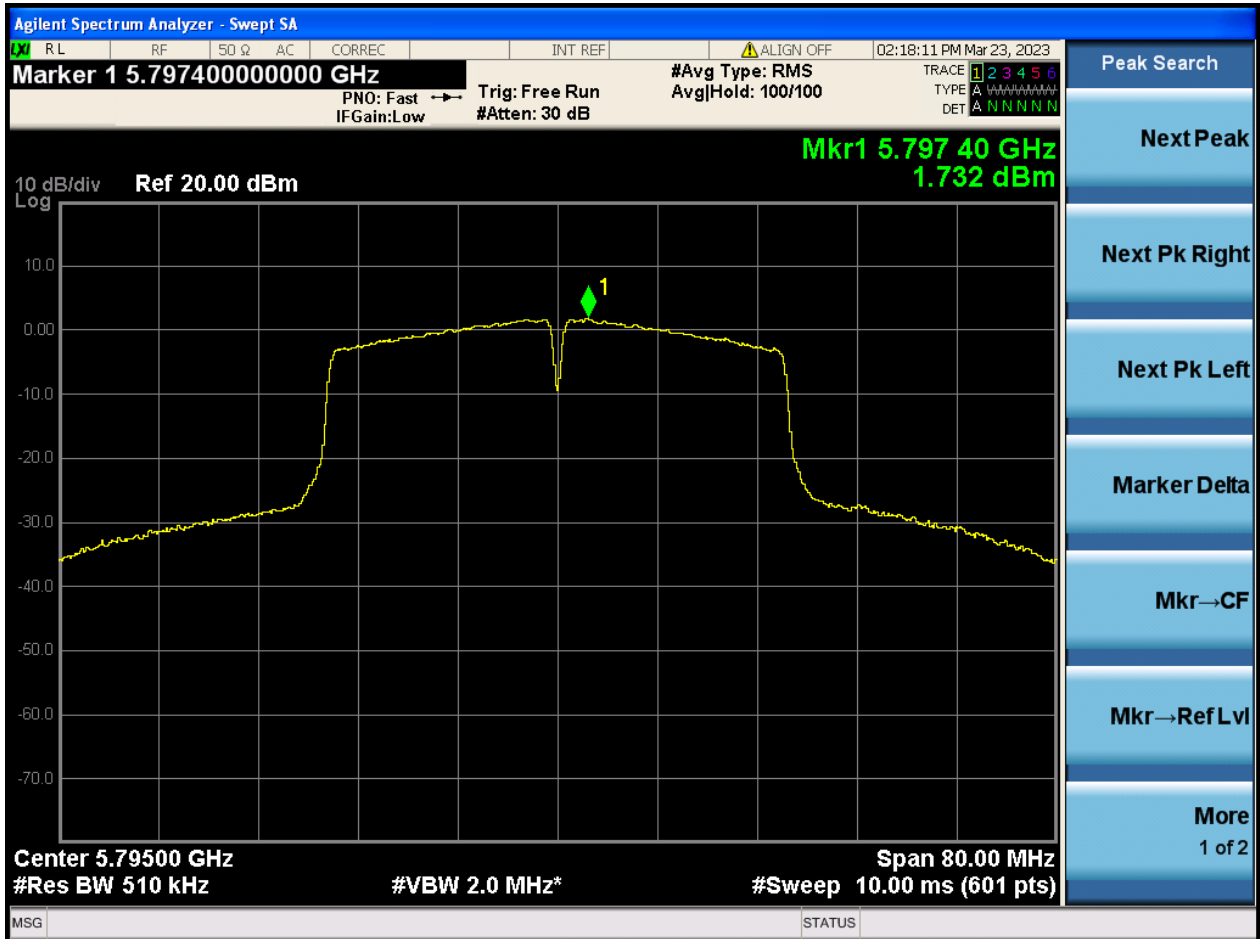 Agilent Spectrum Analyzer - Swept SA
LXI RL RF 50 Ω AC CORREC INT REF ALIGN OFF 02:18:11 PM Mar 23, 2023
Marker 1 5.797400000000 GHz
PNO: Fast
IFGain:Low
Trig: Free Run
#Atten: 30 dB
#Avg Type: RMS
Avg|Hold: 100/100
TRACE 1 2 3 4 5 6
TYPE A WWWWW
DET A N N N N N
Mkr1 5.797 40 GHz
1.732 dBm
10 dB/div Ref 20.00 dBm
Log
10.0
0.00
-10.0
-20.0
-30.0
-40.0
-50.0
-60.0
-70.0
1
Center 5.79500 GHz Span 80.00 MHz
#Res BW 510 kHz #VBW 2.0 MHz* #Sweep 10.00 ms (601 pts)
MSG STATUS
Peak Search
Next Peak
Next Pk Right
Next Pk Left
Marker Delta
Mkr→CF
Mkr→Ref Lvl
More
1 of 2